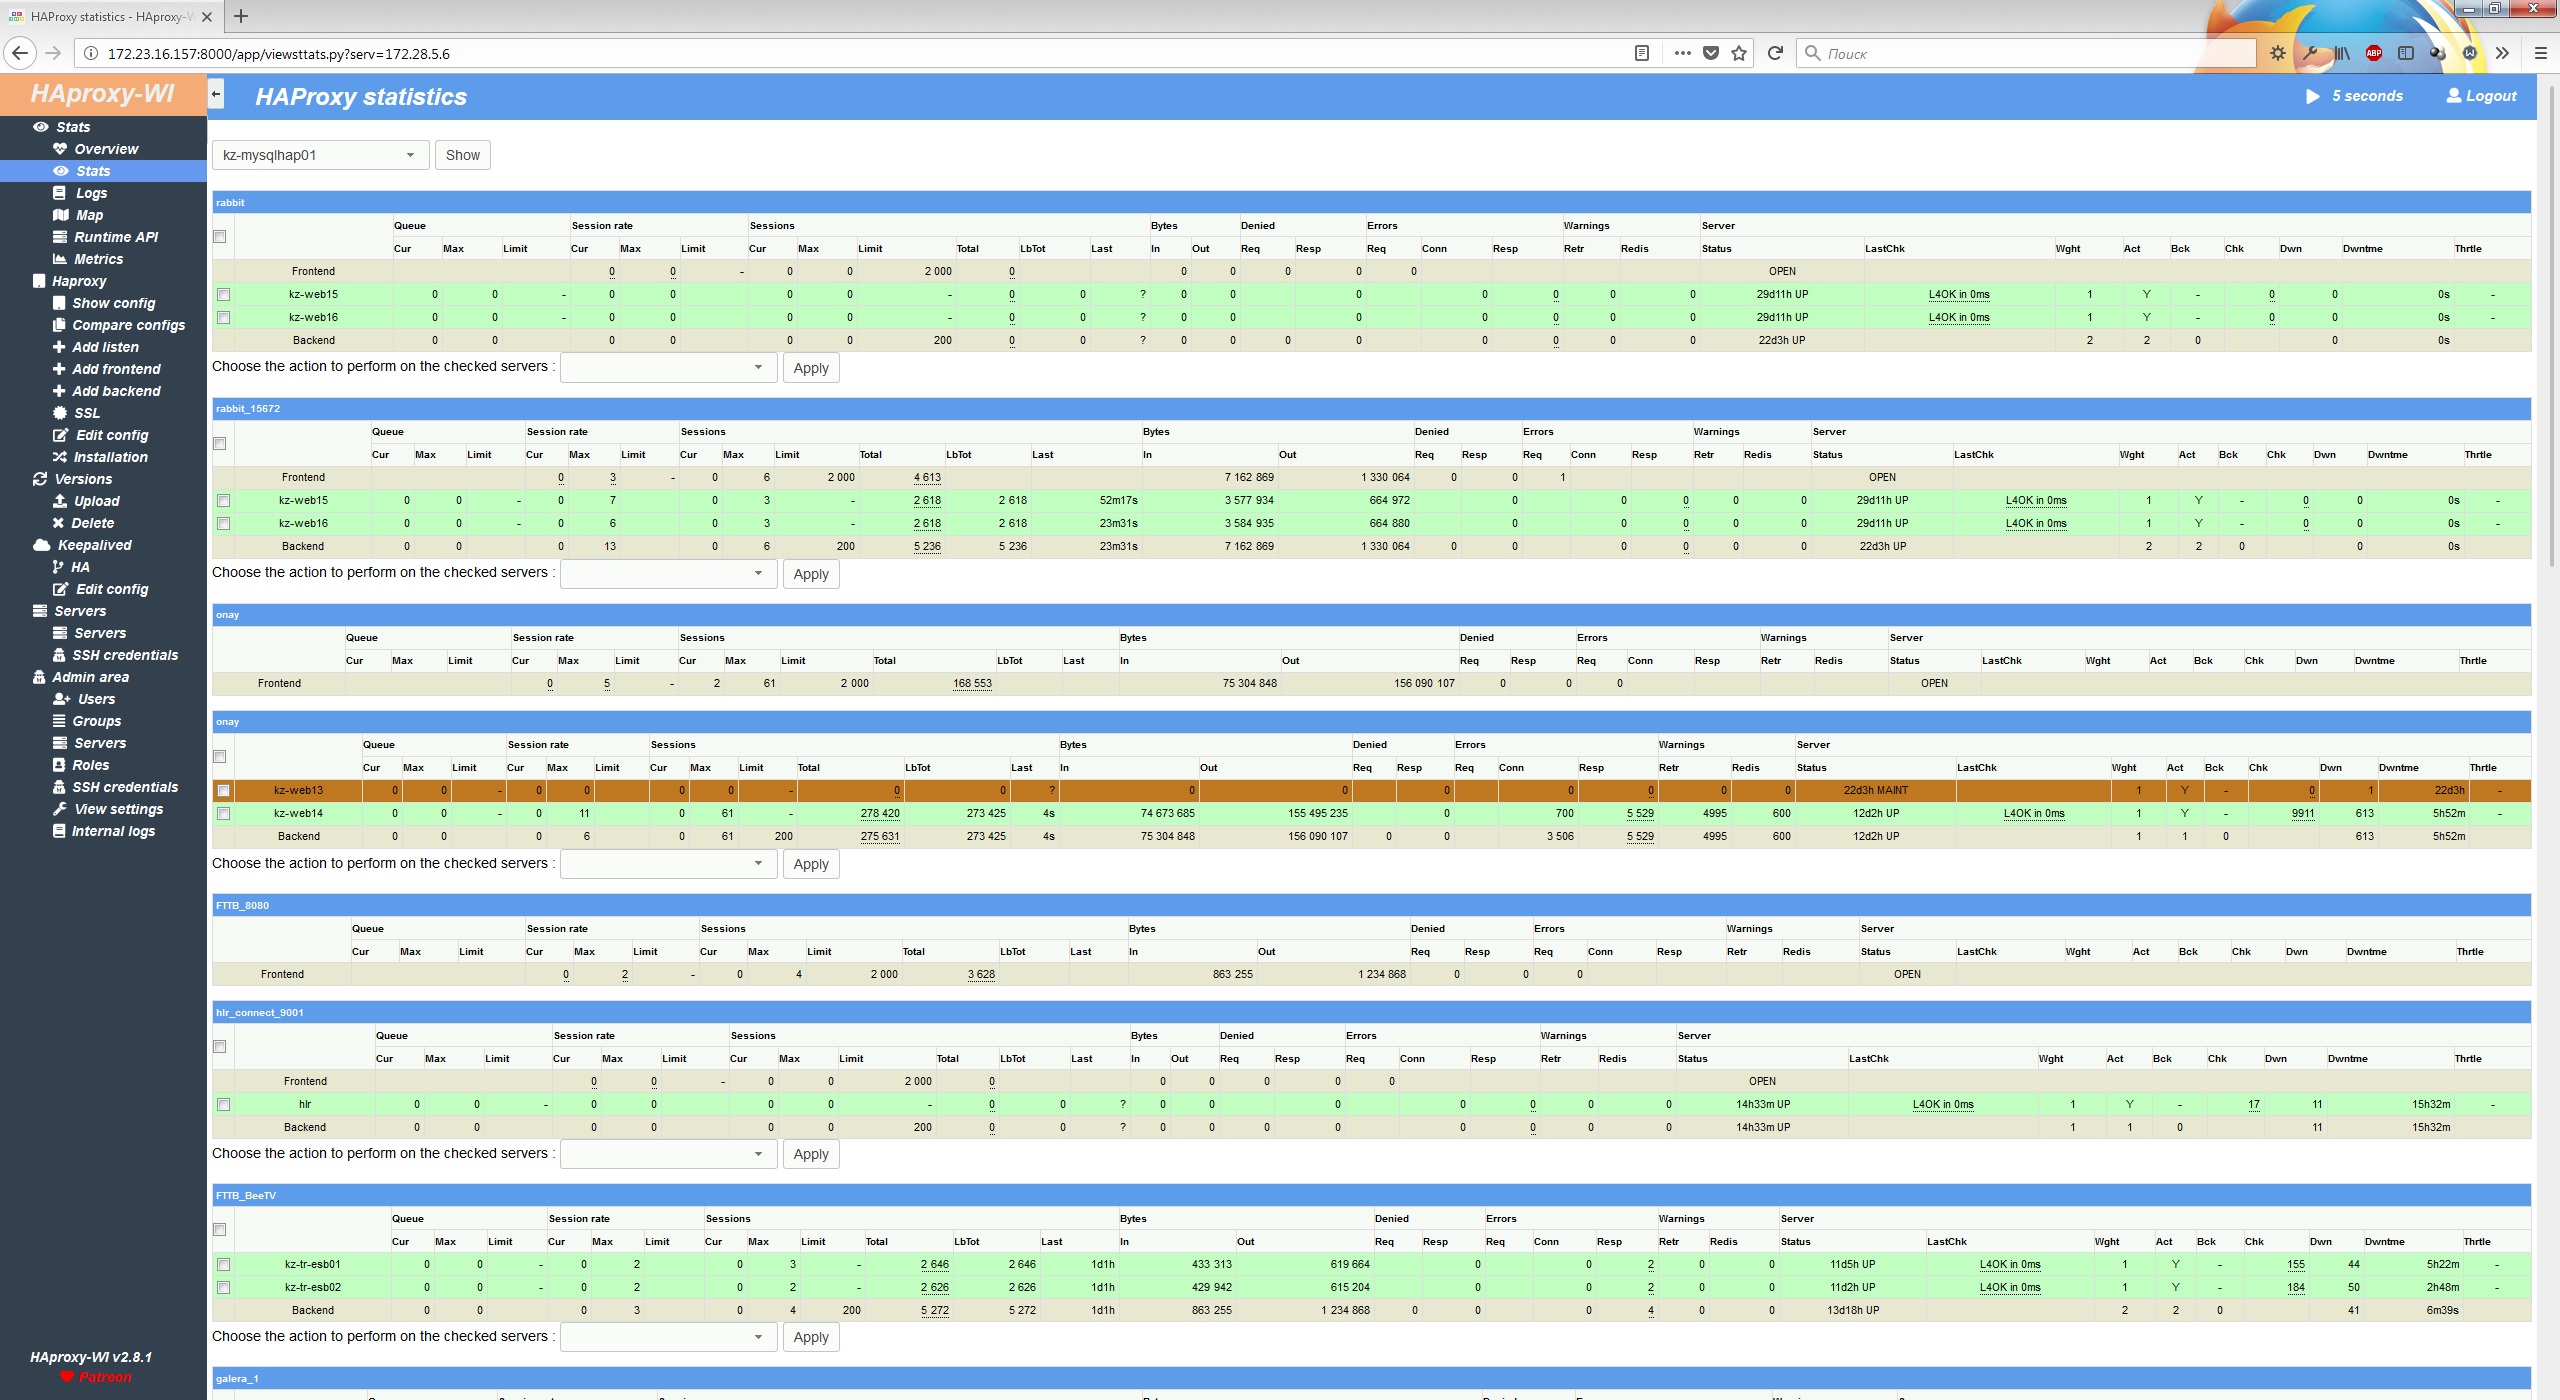 HAProxy statistics - HAproxy-W
172.23.16.157:8000/app/viewsttats.py?serv=172.28.5.6
Поиск
ABP
HAproxy-WI
HAProxy statistics
5 seconds
Logout
Stats
Overview
Stats
Logs
Map
Runtime API
Metrics
Haproxy
Show config
Compare configs
Add listen
Add frontend
Add backend
SSL
Edit config
Installation
Versions
Upload
Delete
Keepalived
HA
Edit config
Servers
Servers
SSH credentials
Admin area
Users
Groups
Servers
Roles
SSH credentials
View settings
Internal logs
HAproxy-WI v2.8.1
Patreon
kz-mysqlhap01
Show
rabbit
Queue Session rate Sessions Bytes Denied Errors Warnings Server
Cur Max Limit Cur Max Limit Cur Max Limit Total LbTot Last In Out Req Resp Req Conn Resp Retr Redis Status LastChk Wght Act Bck Chk Dwn Dwntme Thrtle
Frontend 0 0 - 0 0 2 000 0 0 0 0 0 0 OPEN
kz-web15 0 0 - 0 0 0 0 - 0 0 ? 0 0 0 0 0 0 0 29d11h UP L4OK in 0ms 1 Y - 0 0 0s -
kz-web16 0 0 - 0 0 0 0 - 0 0 ? 0 0 0 0 0 0 0 29d11h UP L4OK in 0ms 1 Y - 0 0 0s -
Backend 0 0 0 0 0 0 200 0 0 ? 0 0 0 0 0 0 0 0 22d3h UP 2 2 0 0 0s
Choose the action to perform on the checked servers : Apply
rabbit_15672
Queue Session rate Sessions Bytes Denied Errors Warnings Server
Cur Max Limit Cur Max Limit Cur Max Limit Total LbTot Last In Out Req Resp Req Conn Resp Retr Redis Status LastChk Wght Act Bck Chk Dwn Dwntme Thrtle
Frontend 0 3 - 0 6 2 000 4 613 7 162 869 1 330 064 0 0 1 OPEN
kz-web15 0 0 - 0 7 0 3 - 2 618 2 618 52m17s 3 577 934 664 972 0 0 0 0 0 29d11h UP L4OK in 0ms 1 Y - 0 0 0s -
kz-web16 0 0 - 0 6 0 3 - 2 618 2 618 23m31s 3 584 935 664 880 0 0 0 0 0 29d11h UP L4OK in 0ms 1 Y - 0 0 0s -
Backend 0 0 0 13 0 6 200 5 236 5 236 23m31s 7 162 869 1 330 064 0 0 0 0 0 0 22d3h UP 2 2 0 0 0s
Choose the action to perform on the checked servers : Apply
onay
Queue Session rate Sessions Bytes Denied Errors Warnings Server
Cur Max Limit Cur Max Limit Cur Max Limit Total LbTot Last In Out Req Resp Req Conn Resp Retr Redis Status LastChk Wght Act Bck Chk Dwn Dwntme Thrtle
Frontend 0 5 - 2 61 2 000 168 553 75 304 848 156 090 107 0 0 0 OPEN
onay
Queue Session rate Sessions Bytes Denied Errors Warnings Server
Cur Max Limit Cur Max Limit Cur Max Limit Total LbTot Last In Out Req Resp Req Conn Resp Retr Redis Status LastChk Wght Act Bck Chk Dwn Dwntme Thrtle
kz-web13 0 0 - 0 0 0 0 - 0 0 ? 0 0 0 0 0 0 0 22d3h MAINT 1 Y - 0 1 22d3h -
kz-web14 0 0 - 0 11 0 61 - 278 420 273 425 4s 74 673 685 155 495 235 0 700 5 529 4995 600 12d2h UP L4OK in 0ms 1 Y - 9911 613 5h52m -
Backend 0 0 0 6 0 61 200 275 631 273 425 4s 75 304 848 156 090 107 0 0 3 506 5 529 4995 600 12d2h UP 1 1 0 613 5h52m
Choose the action to perform on the checked servers : Apply
FTTB_8080
Queue Session rate Sessions Bytes Denied Errors Warnings Server
Cur Max Limit Cur Max Limit Cur Max Limit Total LbTot Last In Out Req Resp Req Conn Resp Retr Redis Status LastChk Wght Act Bck Chk Dwn Dwntme Thrtle
Frontend 0 2 - 0 4 2 000 3 628 863 255 1 234 868 0 0 0 OPEN
hlr_connect_9001
Queue Session rate Sessions Bytes Denied Errors Warnings Server
Cur Max Limit Cur Max Limit Cur Max Limit Total LbTot Last In Out Req Resp Req Conn Resp Retr Redis Status LastChk Wght Act Bck Chk Dwn Dwntme Thrtle
Frontend 0 0 - 0 0 2 000 0 0 0 0 0 0 OPEN
hlr 0 0 - 0 0 0 0 - 0 0 ? 0 0 0 0 0 0 0 14h33m UP L4OK in 0ms 1 Y - 17 11 15h32m -
Backend 0 0 0 0 0 0 200 0 0 ? 0 0 0 0 0 0 0 0 14h33m UP 1 1 0 11 15h32m
Choose the action to perform on the checked servers : Apply
FTTB_BeeTV
Queue Session rate Sessions Bytes Denied Errors Warnings Server
Cur Max Limit Cur Max Limit Cur Max Limit Total LbTot Last In Out Req Resp Req Conn Resp Retr Redis Status LastChk Wght Act Bck Chk Dwn Dwntme Thrtle
kz-tr-esb01 0 0 - 0 2 0 3 - 2 646 2 646 1d1h 433 313 619 664 0 0 2 0 0 11d5h UP L4OK in 0ms 1 Y - 155 44 5h22m -
kz-tr-esb02 0 0 - 0 2 0 2 - 2 626 2 626 1d1h 429 942 615 204 0 0 2 0 0 11d2h UP L4OK in 0ms 1 Y - 184 50 2h48m -
Backend 0 0 0 3 0 4 200 5 272 5 272 1d1h 863 255 1 234 868 0 0 0 4 0 0 13d18h UP 2 2 0 41 6m39s
Choose the action to perform on the checked servers : Apply
galera_1